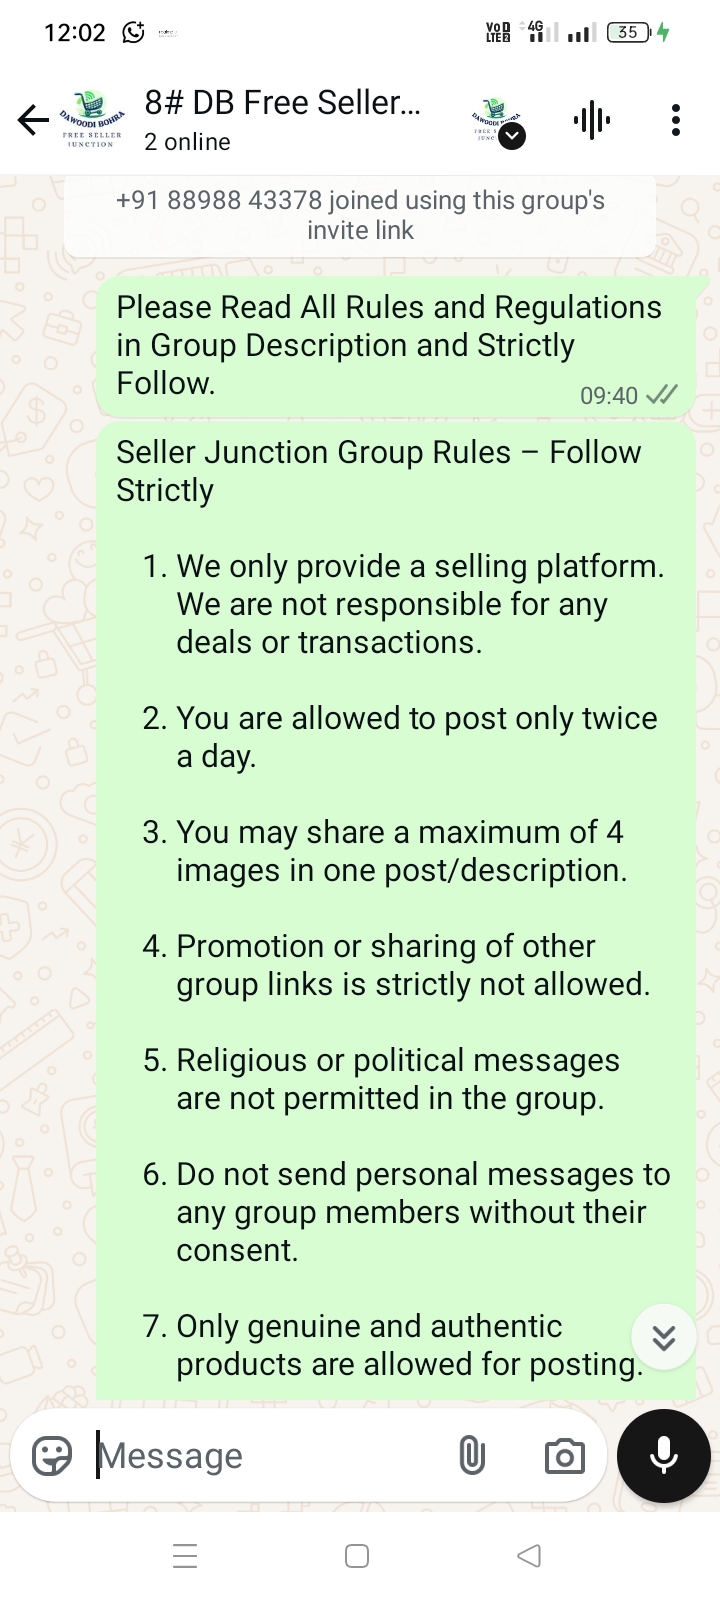 12:02
VoD
LTE2
4G
35
8# DB Free Seller...
2 online
DAWOODI BOHRA
FREE SELLER
JUNCTION
+91 88988 43378 joined using this group's
invite link
Please Read All Rules and Regulations
in Group Description and Strictly
Follow.
09:40
Seller Junction Group Rules – Follow
Strictly
1. We only provide a selling platform.
We are not responsible for any
deals or transactions.
2. You are allowed to post only twice
a day.
3. You may share a maximum of 4
images in one post/description.
4. Promotion or sharing of other
group links is strictly not allowed.
5. Religious or political messages
are not permitted in the group.
6. Do not send personal messages to
any group members without their
consent.
7. Only genuine and authentic
products are allowed for posting.
Message